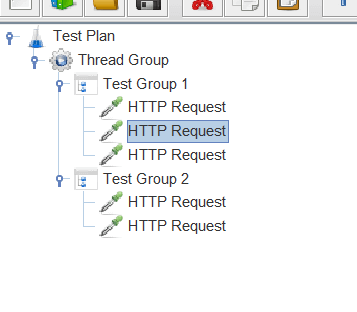 Test Plan
Thread Group
Test Group 1
HTTP Request
HTTP Request
HTTP Request
Test Group 2
HTTP Request
HTTP Request